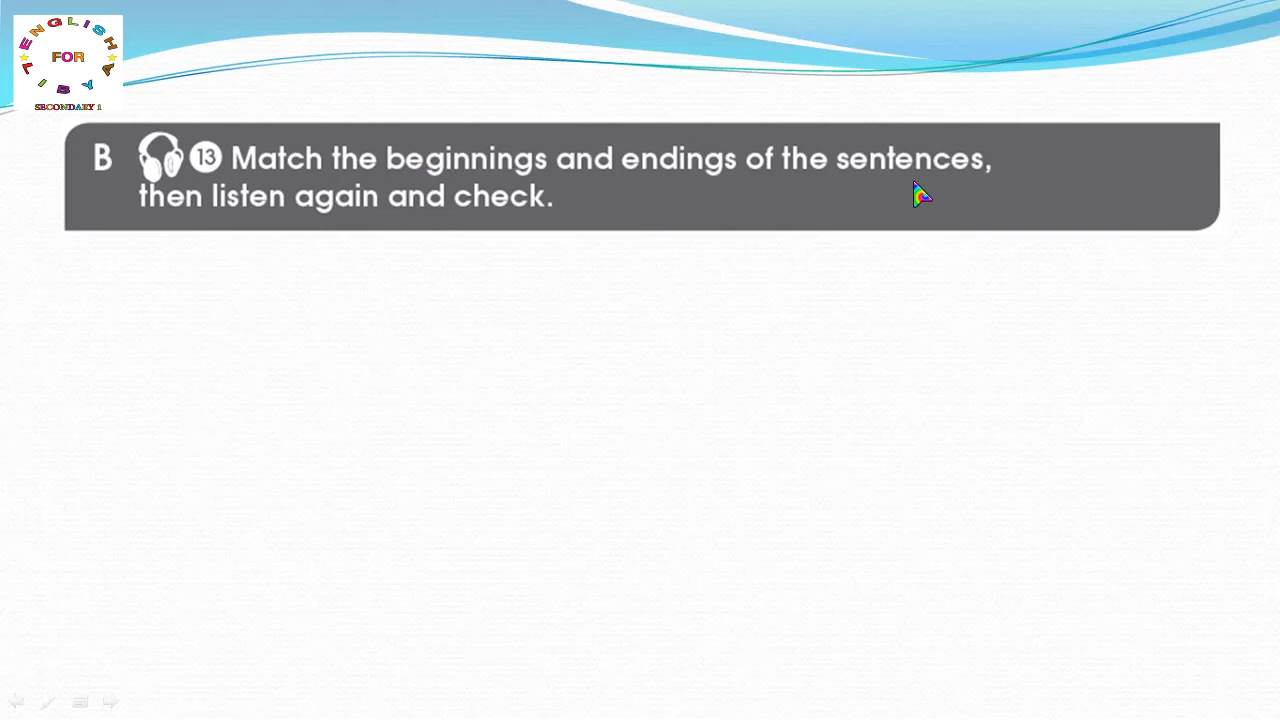 ENGLISH
FOR
LIBYA
SECONDARY 1
B 13 Match the beginnings and endings of the sentences,
then listen again and check.